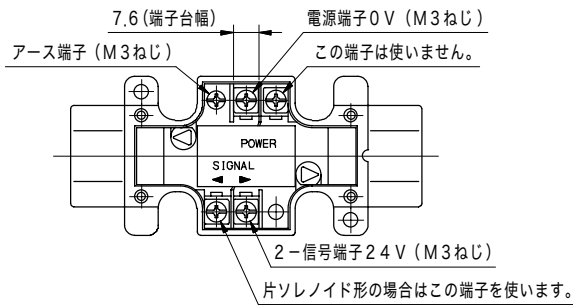 7.6(端子台幅)
電源端子0V(M3ねじ)
アース端子(M3ねじ)
この端子は使いません。
POWER
SIGNAL
2-信号端子24V(M3ねじ)
片ソレノイド形の場合はこの端子を使います。